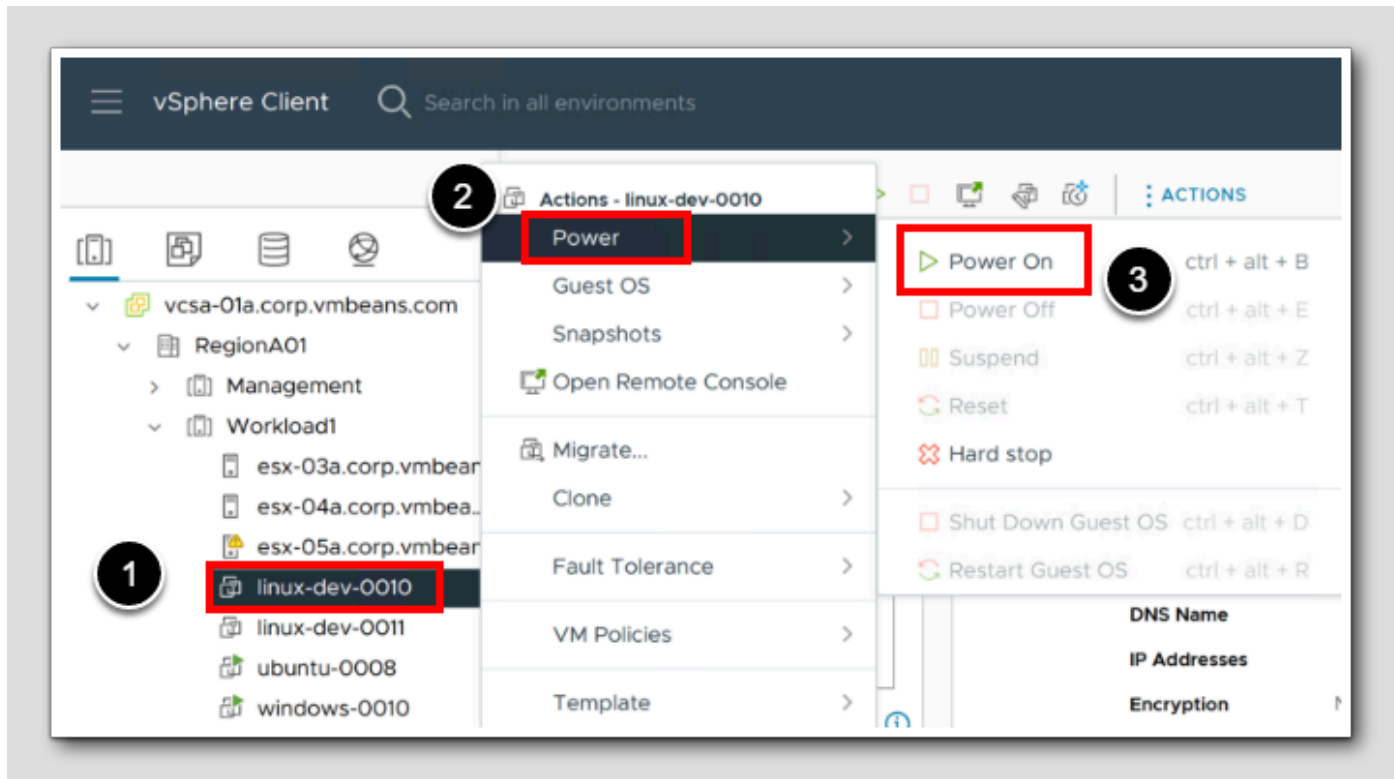 vSphere Client Search in all environments
2
Actions - linux-dev-0010
ACTIONS
Power
Power On ctrl + alt + B
3
Guest OS
Power Off ctrl + alt + E
vcsa-01a.corp.vmbeans.com
Snapshots
Suspend ctrl + alt + Z
RegionA01
Management
Open Remote Console
Reset ctrl + alt + T
Workload1
Migrate...
Hard stop
esx-03a.corp.vmbear
Clone
esx-04a.corp.vmbea..
Shut Down Guest OS ctrl + alt + D
esx-05a.corp.vmbear
Fault Tolerance
Restart Guest OS ctrl + alt + R
1
linux-dev-0010
DNS Name
linux-dev-0011
VM Policies
IP Addresses
ubuntu-0008
windows-0010
Template
Encryption